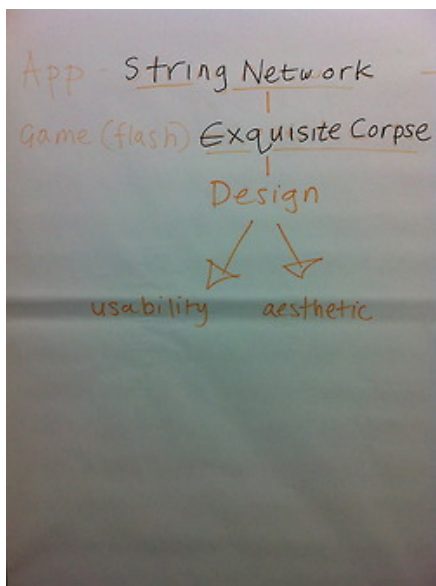 App - String Network -
Game (flash) Exquisite Corpse
Design
usability aesthetic